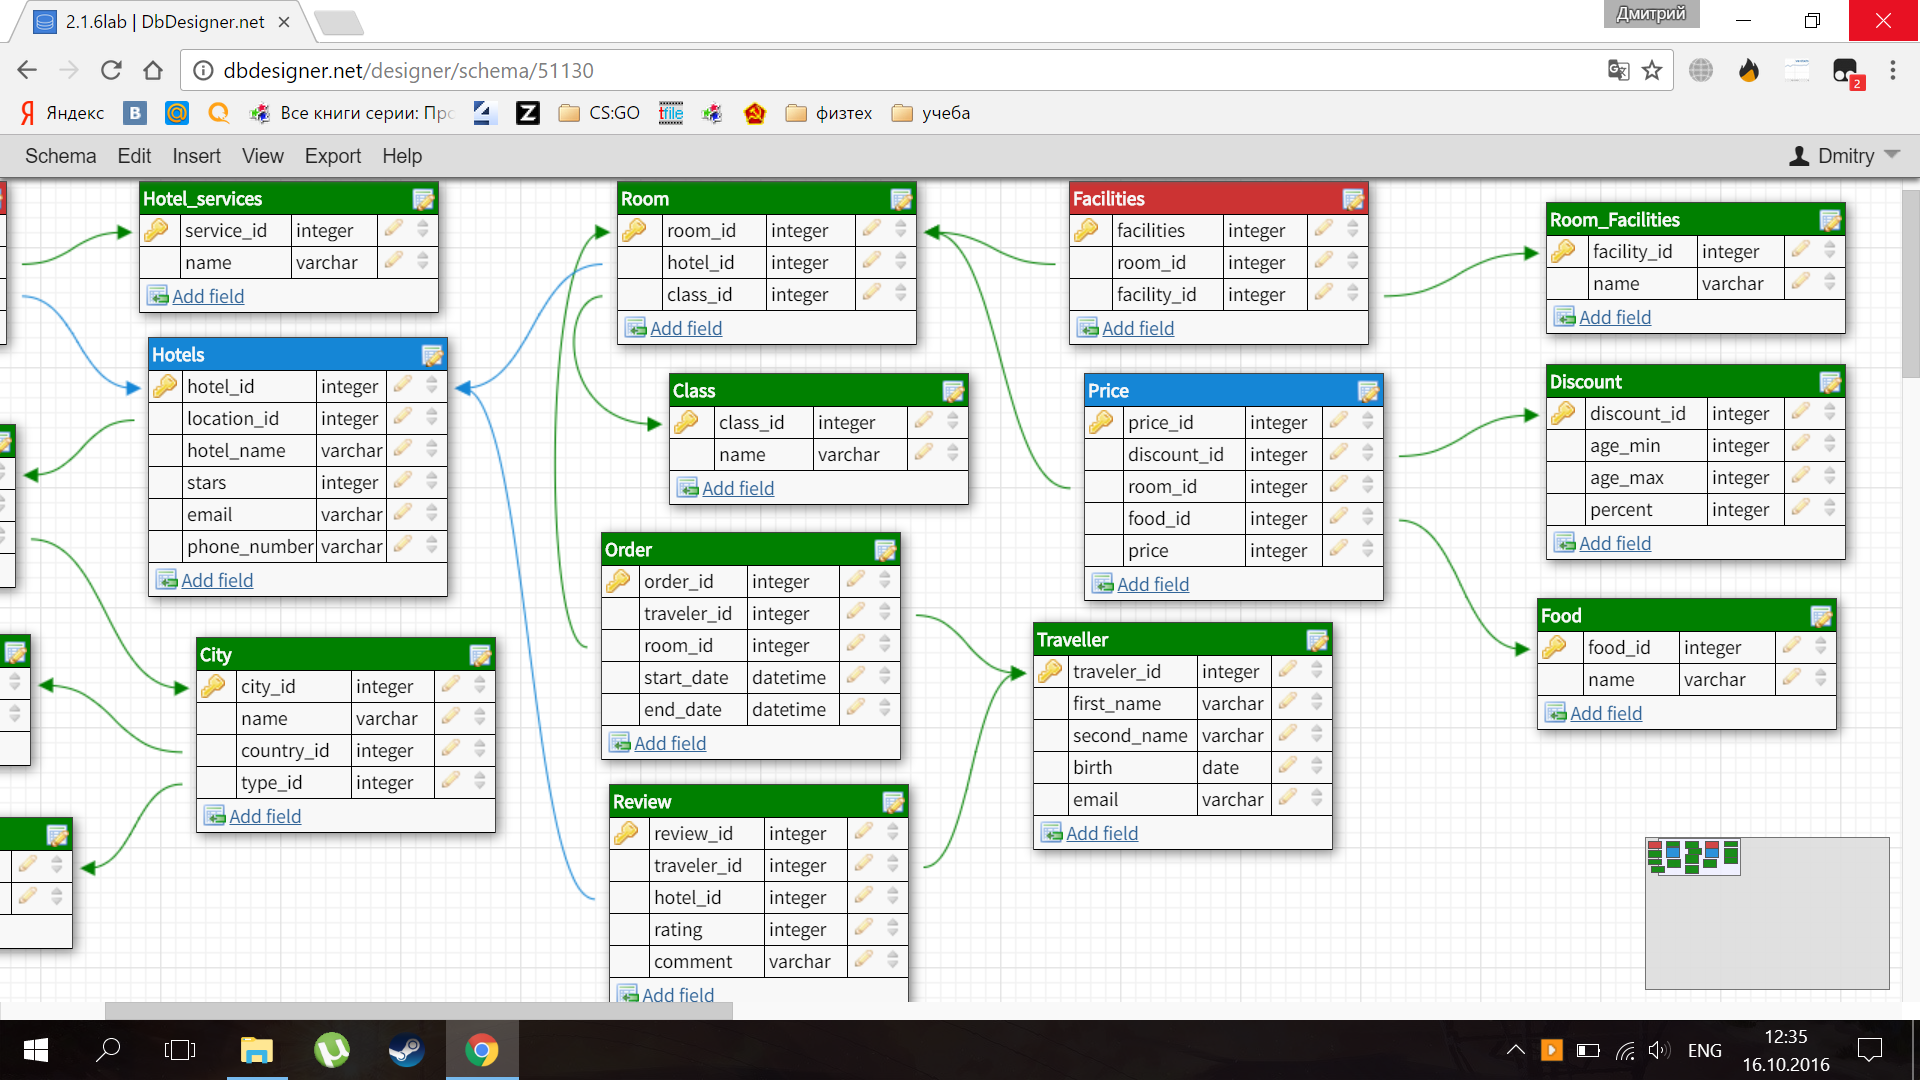 2.1.6lab | DbDesigner.net
Дмитрий
dbdesigner.net/designer/schema/51130
2
Яндекс
Все книги серии: Про
CS:GO
tfile
физтех
учеба
Schema
Edit
Insert
View
Export
Help
Dmitry
Hotel_services
service_id integer
name varchar
Add field
Hotels
hotel_id integer
location_id integer
hotel_name varchar
stars integer
email varchar
phone_number varchar
Add field
City
city_id integer
name varchar
country_id integer
type_id integer
Add field
Room
room_id integer
hotel_id integer
class_id integer
Add field
Class
class_id integer
name varchar
Add field
Order
order_id integer
traveler_id integer
room_id integer
start_date datetime
end_date datetime
Add field
Review
review_id integer
traveler_id integer
hotel_id integer
rating integer
comment varchar
Add field
Facilities
facilities integer
room_id integer
facility_id integer
Add field
Price
price_id integer
discount_id integer
room_id integer
food_id integer
price integer
Add field
Traveller
traveler_id integer
first_name varchar
second_name varchar
birth date
email varchar
Add field
Room_Facilities
facility_id integer
name varchar
Add field
Discount
discount_id integer
age_min integer
age_max integer
percent integer
Add field
Food
food_id integer
name varchar
Add field
ENG
12:35
16.10.2016